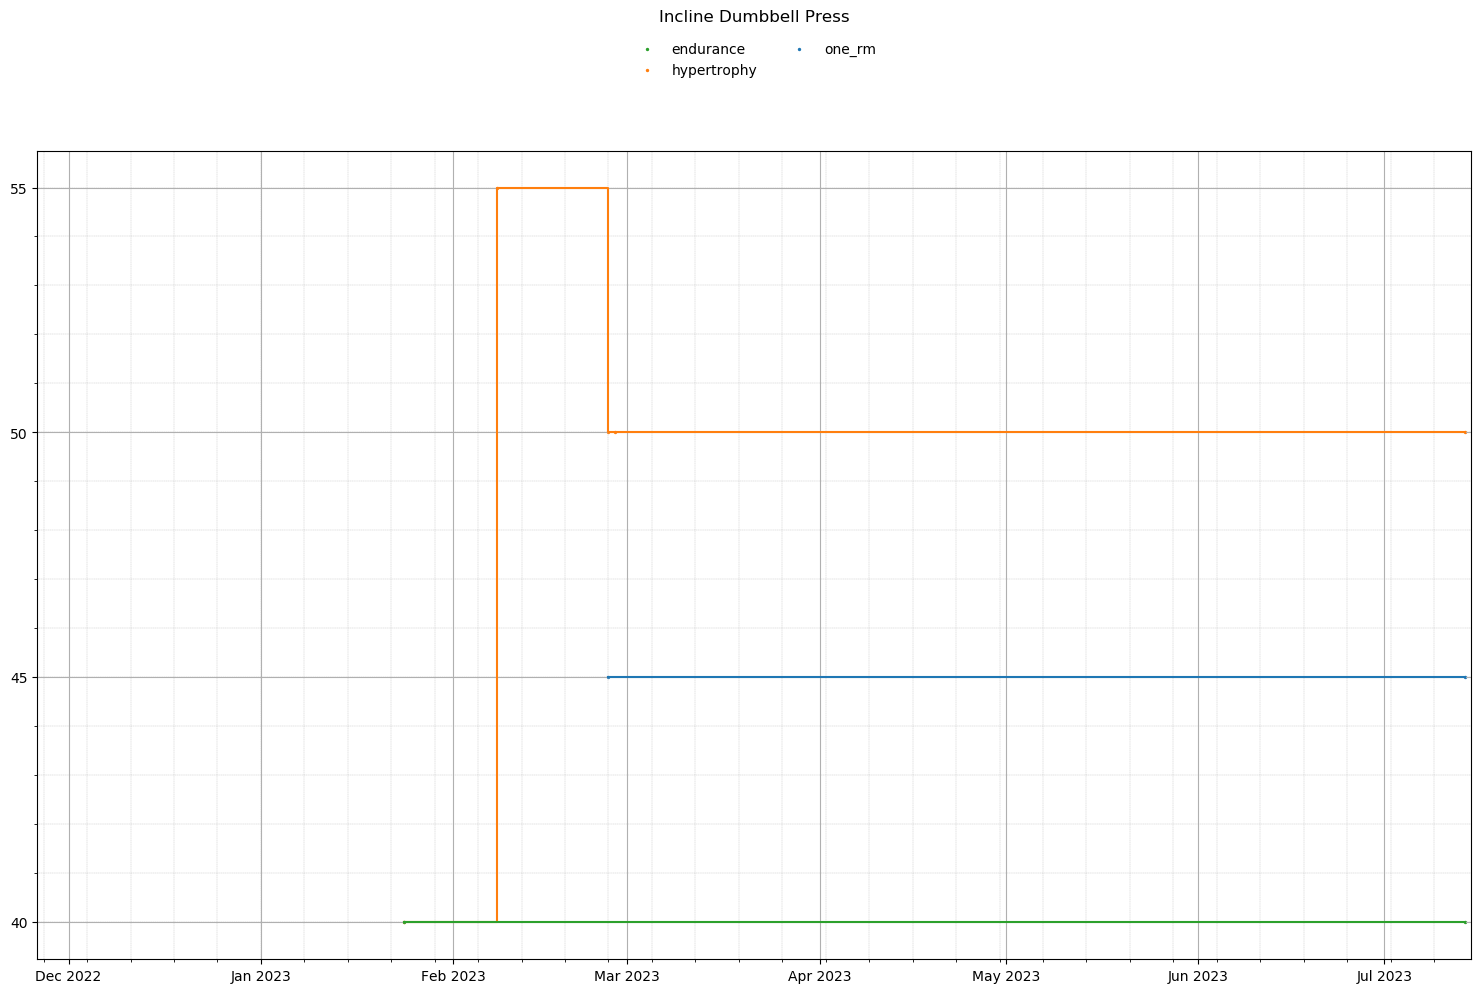 Incline Dumbbell Press
endurance
hypertrophy
one_rm
55
50
45
40
Dec 2022
Jan 2023
Feb 2023
Mar 2023
Apr 2023
May 2023
Jun 2023
Jul 2023